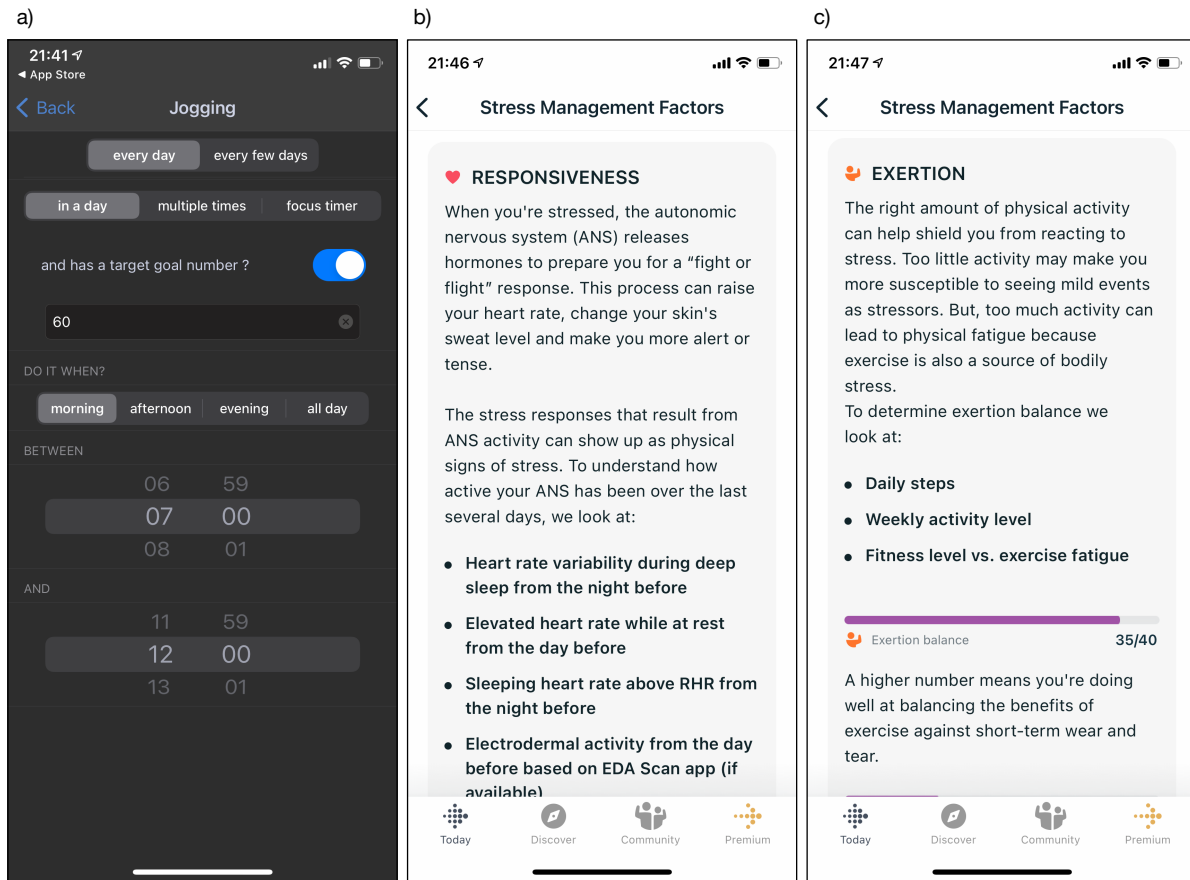 a)
21:41
◀ App Store
Back
Jogging
every day
every few days
in a day
multiple times
focus timer
and has a target goal number ?
60
DO IT WHEN?
morning
afternoon
evening
all day
BETWEEN
06 59
07 00
08 01
AND
11 59
12 00
13 01
b)
21:46
Stress Management Factors
RESPONSIVENESS
When you're stressed, the autonomic
nervous system (ANS) releases
hormones to prepare you for a “fight or
flight” response. This process can raise
your heart rate, change your skin's
sweat level and make you more alert or
tense.
The stress responses that result from
ANS activity can show up as physical
signs of stress. To understand how
active your ANS has been over the last
several days, we look at:
• Heart rate variability during deep
sleep from the night before
• Elevated heart rate while at rest
from the day before
• Sleeping heart rate above RHR from
the night before
• Electrodermal activity from the day
before based on EDA Scan app (if
available)
Today
Discover
Community
Premium
c)
21:47
Stress Management Factors
EXERTION
The right amount of physical activity
can help shield you from reacting to
stress. Too little activity may make you
more susceptible to seeing mild events
as stressors. But, too much activity can
lead to physical fatigue because
exercise is also a source of bodily
stress.
To determine exertion balance we
look at:
• Daily steps
• Weekly activity level
• Fitness level vs. exercise fatigue
Exertion balance
35/40
A higher number means you're doing
well at balancing the benefits of
exercise against short-term wear and
tear.
Today
Discover
Community
Premium